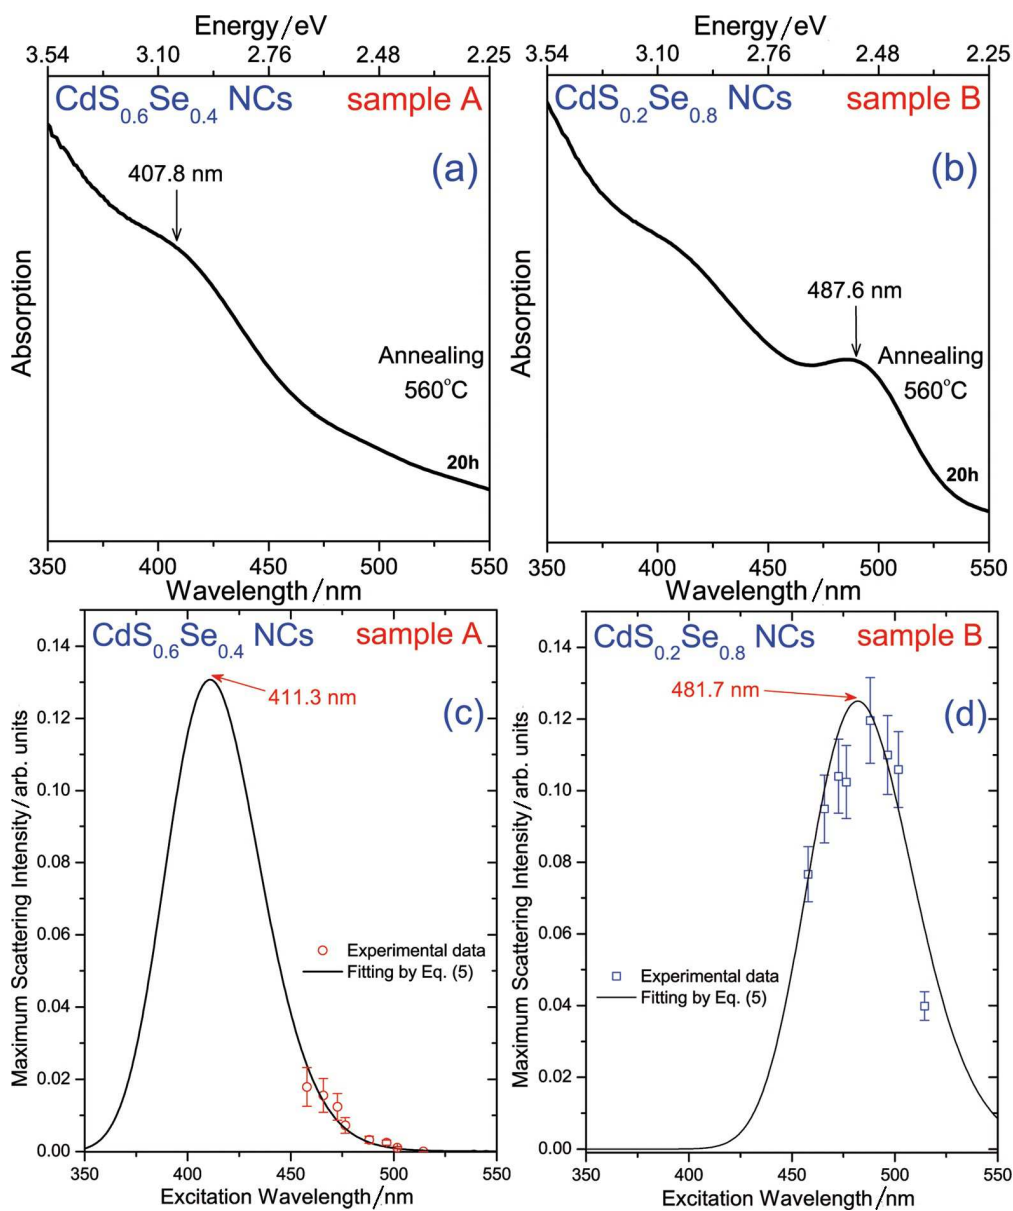 Energy/eV
3.54 3.10 2.76 2.48 2.25
CdS0.6Se0.4 NCs sample A
(a)
407.8 nm
Absorption
Annealing
560°C
20h
350 400 450 500 550
Wavelength/nm
Energy/eV
3.54 3.10 2.76 2.48 2.25
CdS0.2Se0.8 NCs sample B
(b)
487.6 nm
Absorption
Annealing
560°C
20h
350 400 450 500 550
Wavelength/nm
CdS0.6Se0.4 NCs sample A
0.14
411.3 nm
(c)
0.12
0.10
0.08
0.06
0.04
0.02
0.00
Maximum Scattering Intensity/arb. units
Experimental data
Fitting by Eq. (5)
350 400 450 500 550
Excitation Wavelength/nm
CdS0.2Se0.8 NCs sample B
0.14
481.7 nm
(d)
0.12
0.10
0.08
0.06
0.04
0.02
0.00
Maximum Scattering Intensity/arb. units
Experimental data
Fitting by Eq. (5)
350 400 450 500 550
Excitation Wavelength/nm